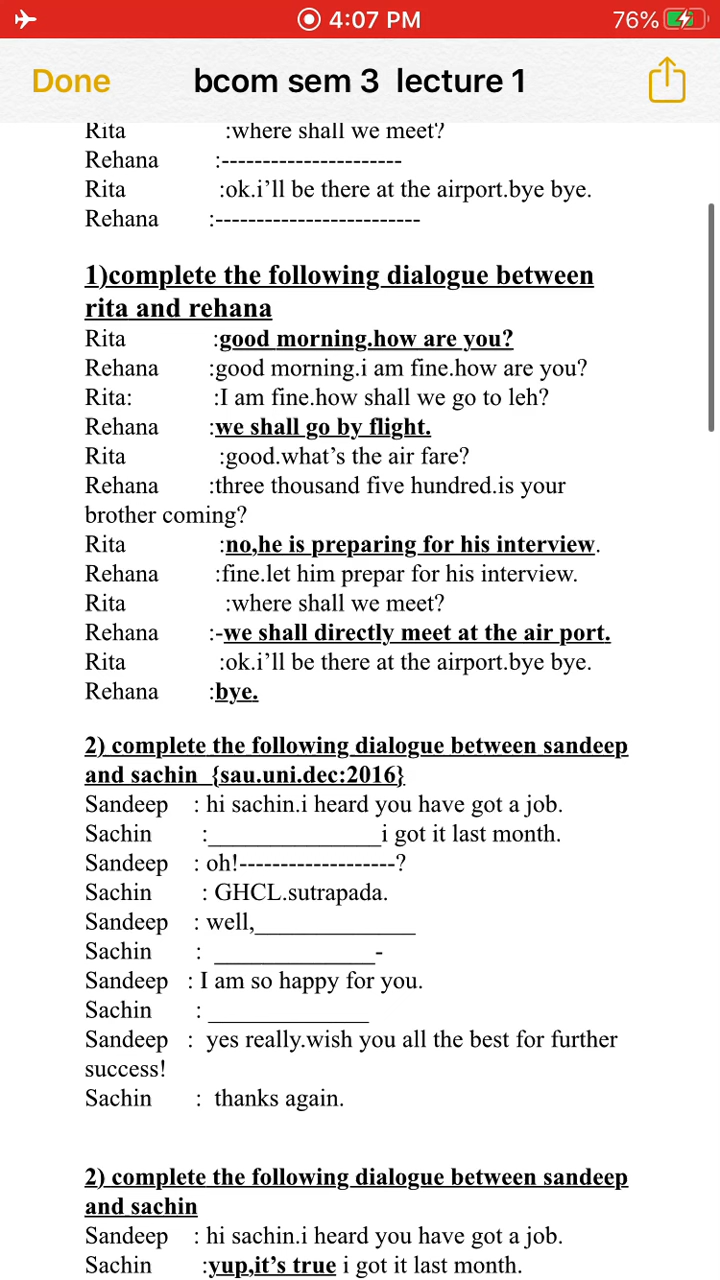 4:07 PM
76%
Done
bcom sem 3 lecture 1
Rita :where shall we meet?
Rehana :----------------------
Rita :ok.i’ll be there at the airport.bye bye.
Rehana :-------------------------
1)complete the following dialogue between
rita and rehana
Rita :good morning.how are you?
Rehana :good morning.i am fine.how are you?
Rita: :I am fine.how shall we go to leh?
Rehana :we shall go by flight.
Rita :good.what’s the air fare?
Rehana :three thousand five hundred.is your
brother coming?
Rita :no,he is preparing for his interview.
Rehana :fine.let him prepar for his interview.
Rita :where shall we meet?
Rehana :-we shall directly meet at the air port.
Rita :ok.i’ll be there at the airport.bye bye.
Rehana :bye.
2) complete the following dialogue between sandeep
and sachin {sau.uni.dec:2016}
Sandeep : hi sachin.i heard you have got a job.
Sachin :______________i got it last month.
Sandeep : oh!-------------------?
Sachin : GHCL.sutrapada.
Sandeep : well,_____________
Sachin : _____________-
Sandeep : I am so happy for you.
Sachin : _____________
Sandeep : yes really.wish you all the best for further
success!
Sachin : thanks again.
2) complete the following dialogue between sandeep
and sachin
Sandeep : hi sachin.i heard you have got a job.
Sachin :yup,it’s true i got it last month.